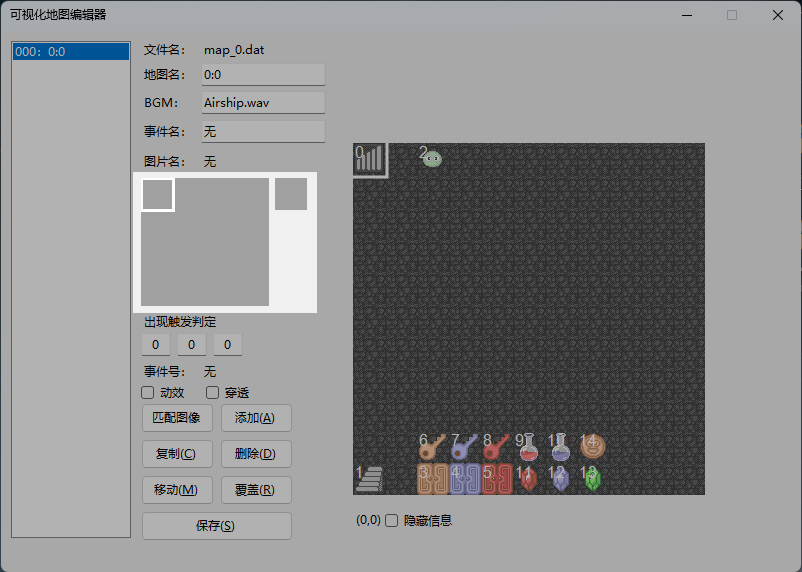 可视化地图编辑器
000: 0:0
文件名: map_0.dat
地图名: 0:0
BGM: Airship.wav
事件名: 无
图片名: 无
出现触发判定
0 0 0
事件号: 无
动效 穿透
匹配图像 添加(A)
复制(C) 删除(D)
移动(M) 覆盖(R)
保存(S)
0 2
6 7 8 9 10 14
1 3 4 5 11 12 13
(0,0) 隐藏信息